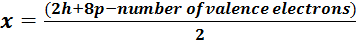 x = (2h+8p−number of valence electrons) / 2